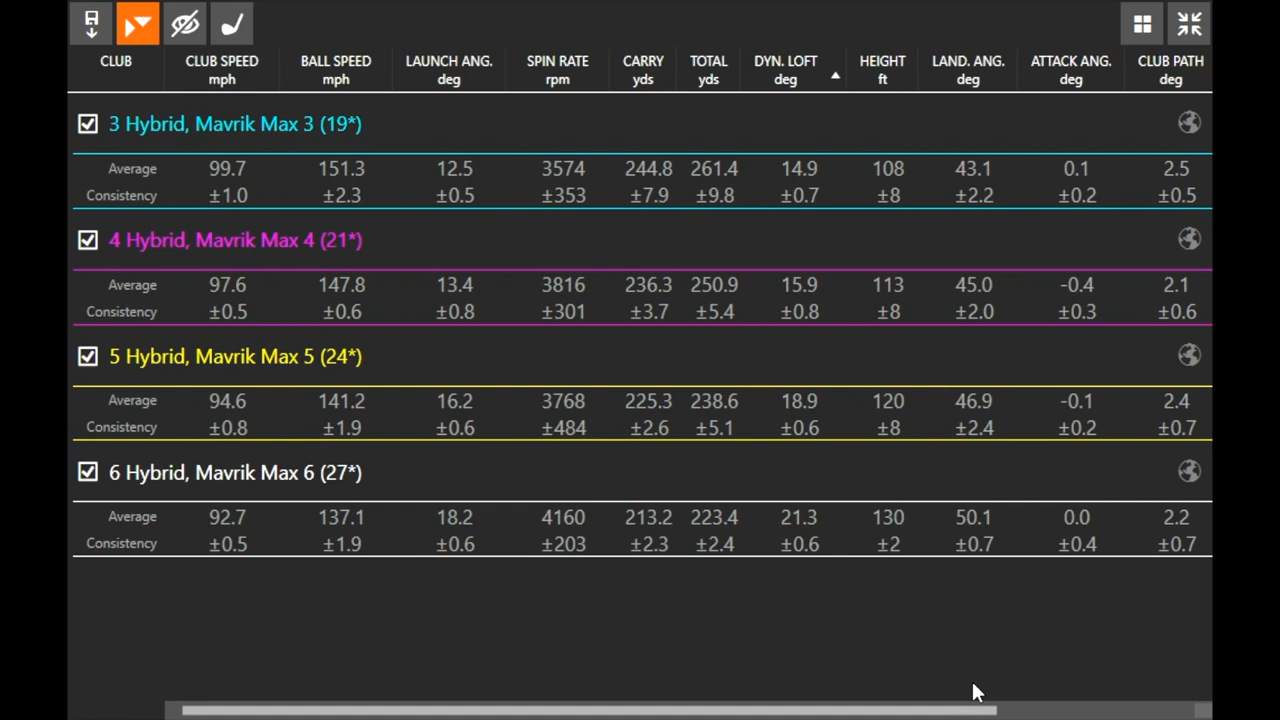 CLUB CLUB SPEED mph BALL SPEED mph LAUNCH ANG. deg SPIN RATE rpm CARRY yds TOTAL yds DYN. LOFT deg HEIGHT ft LAND. ANG. deg ATTACK ANG. deg CLUB PATH deg
3 Hybrid, Mavrik Max 3 (19*)
Average 99.7 151.3 12.5 3574 244.8 261.4 14.9 108 43.1 0.1 2.5
Consistency ±1.0 ±2.3 ±0.5 ±353 ±7.9 ±9.8 ±0.7 ±8 ±2.2 ±0.2 ±0.5
4 Hybrid, Mavrik Max 4 (21*)
Average 97.6 147.8 13.4 3816 236.3 250.9 15.9 113 45.0 -0.4 2.1
Consistency ±0.5 ±0.6 ±0.8 ±301 ±3.7 ±5.4 ±0.8 ±8 ±2.0 ±0.3 ±0.6
5 Hybrid, Mavrik Max 5 (24*)
Average 94.6 141.2 16.2 3768 225.3 238.6 18.9 120 46.9 -0.1 2.4
Consistency ±0.8 ±1.9 ±0.6 ±484 ±2.6 ±5.1 ±0.6 ±8 ±2.4 ±0.2 ±0.7
6 Hybrid, Mavrik Max 6 (27*)
Average 92.7 137.1 18.2 4160 213.2 223.4 21.3 130 50.1 0.0 2.2
Consistency ±0.5 ±1.9 ±0.6 ±203 ±2.3 ±2.4 ±0.6 ±2 ±0.7 ±0.4 ±0.7